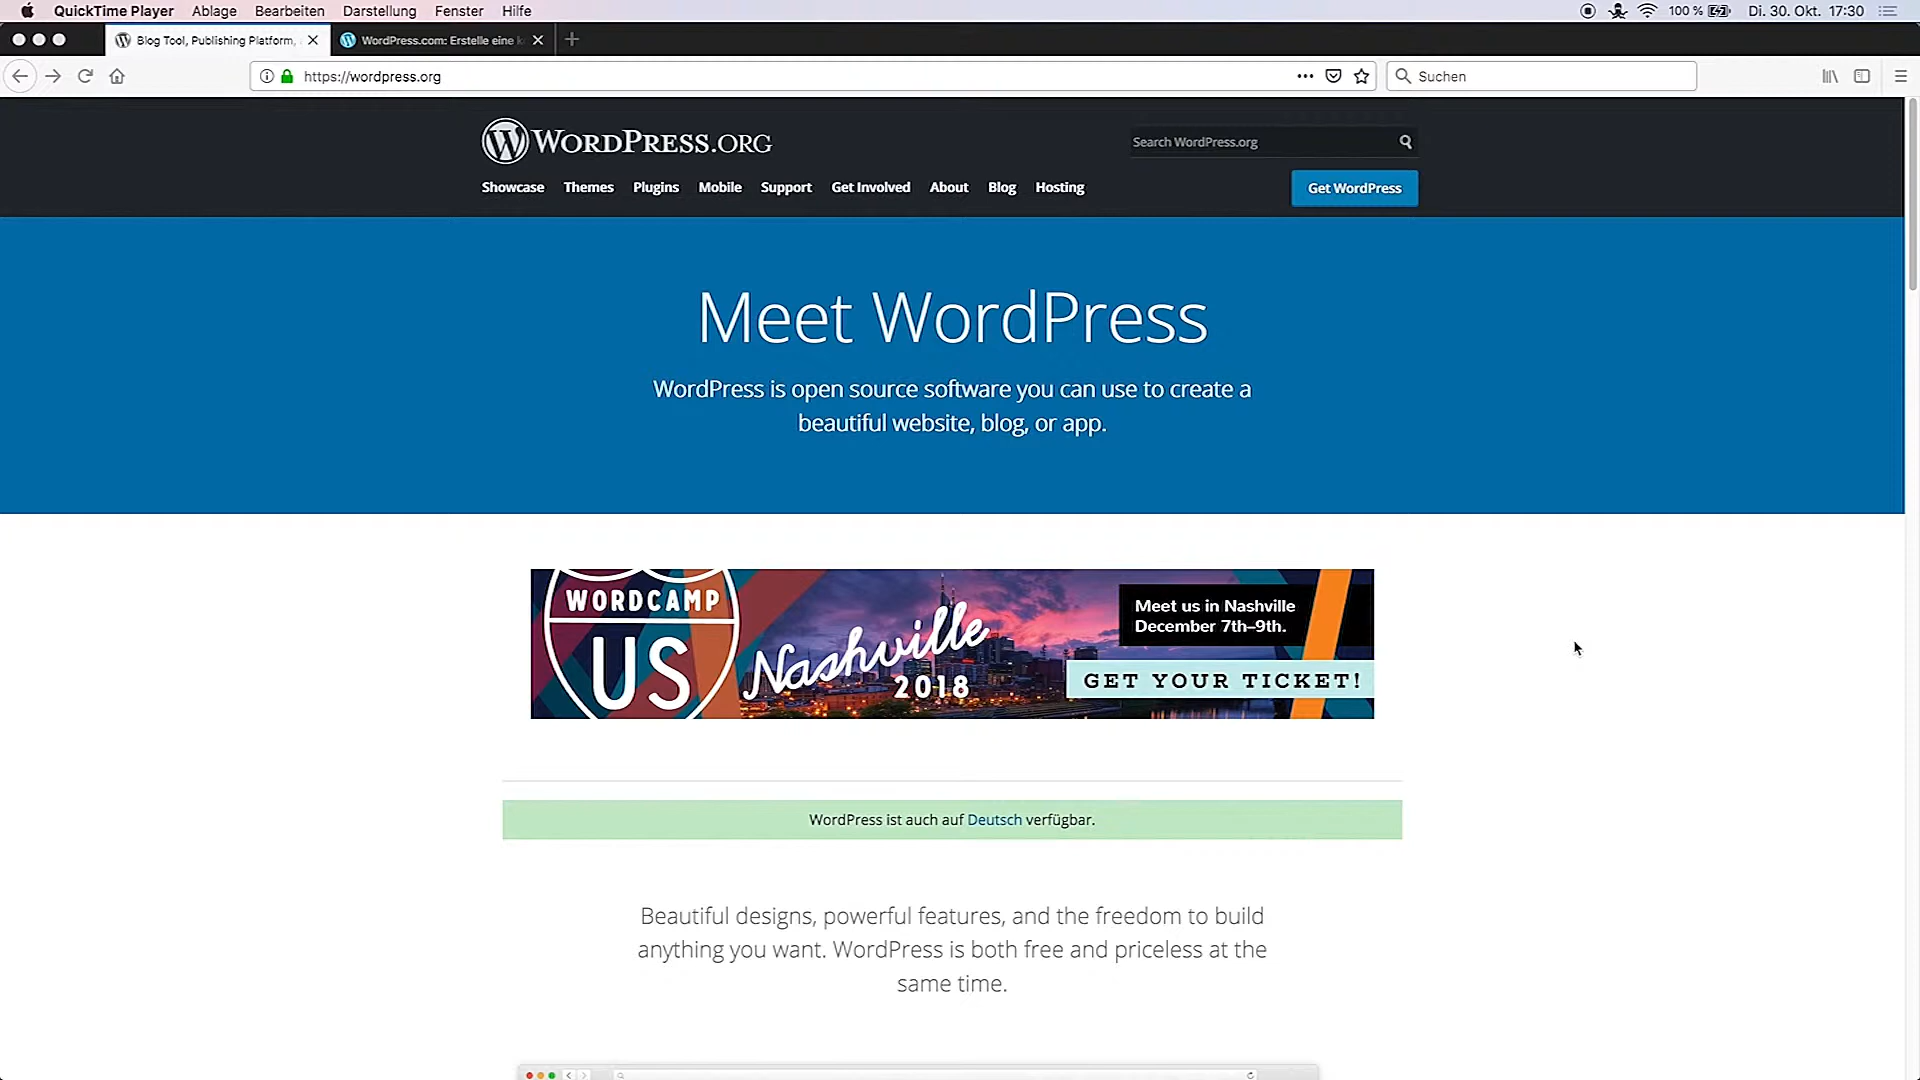 QuickTime Player Ablage Bearbeiten Darstellung Fenster Hilfe 100 % Di. 30. Okt. 17:30
Blog Tool, Publishing Platform, WordPress.com: Erstelle eine k
https://wordpress.org Suchen
WORDPRESS.ORG
Search WordPress.org
Showcase Themes Plugins Mobile Support Get Involved About Blog Hosting Get WordPress
Meet WordPress
WordPress is open source software you can use to create a
beautiful website, blog, or app.
WORDCAMP
US
Nashville
2018
Meet us in Nashville
December 7th–9th.
GET YOUR TICKET!
WordPress ist auch auf Deutsch verfügbar.
Beautiful designs, powerful features, and the freedom to build
anything you want. WordPress is both free and priceless at the
same time.